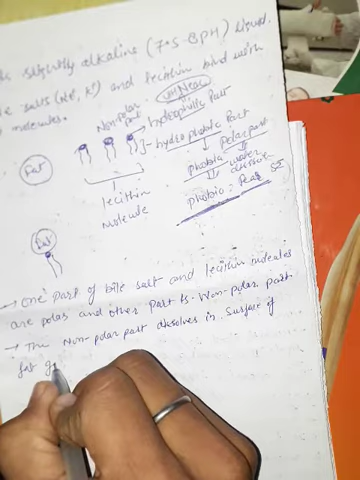 is slightly alkaline (7.5-8PH) liquid.
salts (Na+, K+) and lecithin bind with
molecules.
Non-Polar Part
hydrophilic Part
hydrophobic Part
Polar part
Fat
lecithin
molecule
phobia
water
phobia = Fear
Fat
→ One part of bile salt and lecithin molecules
are polar and other part is Non-polar part.
→ The Non-polar part dissolves in surface of
fat g